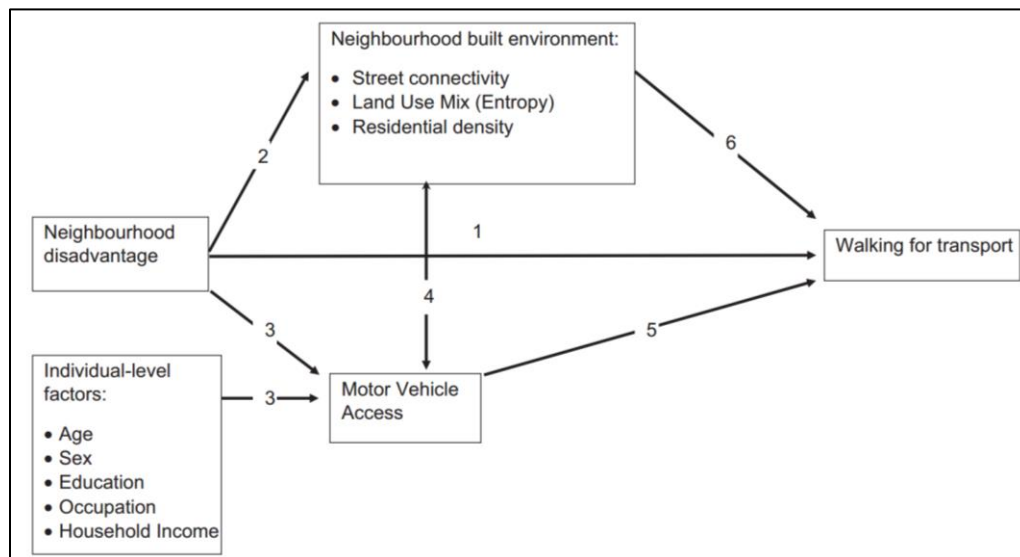 Neighbourhood built environment:
• Street connectivity
• Land Use Mix (Entropy)
• Residential density
2
6
Neighbourhood
disadvantage
1
Walking for transport
4
3
5
Individual-level
factors:
• Age
• Sex
• Education
• Occupation
• Household Income
3
Motor Vehicle
Access